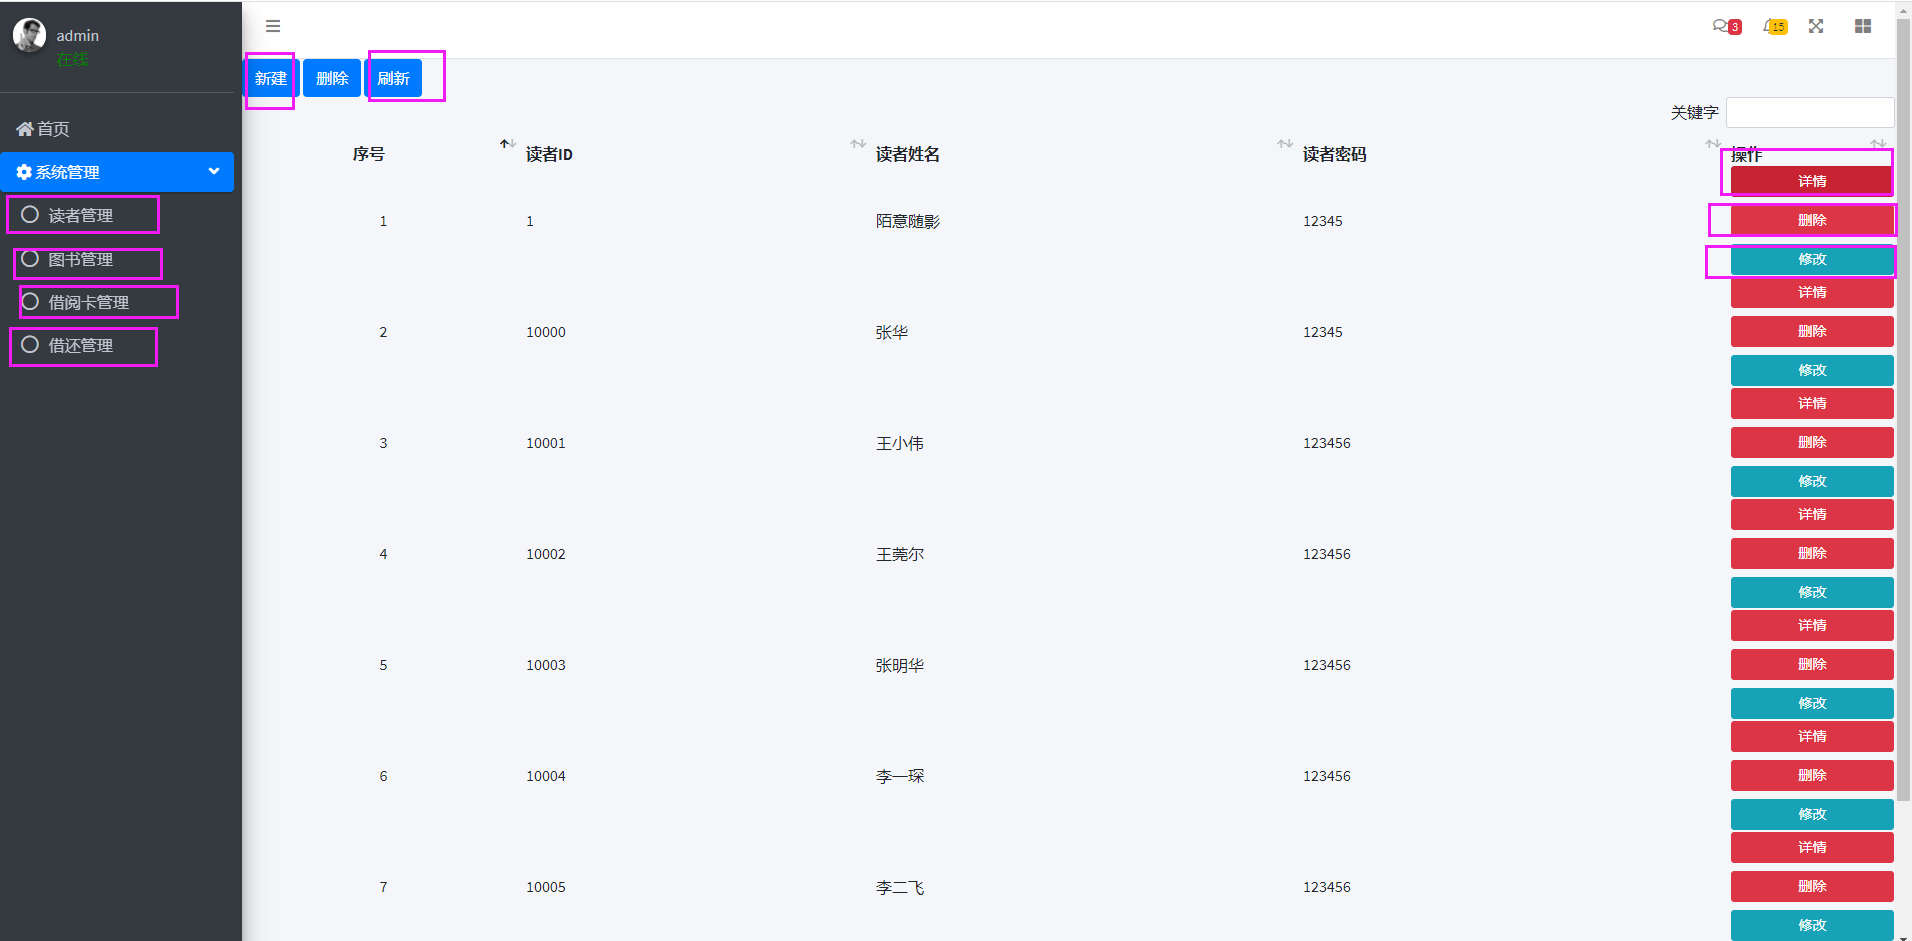 admin
在线
3
15
新建 删除 刷新
首页
关键字
系统管理
序号 读者ID 读者姓名 读者密码 操作
读者管理
图书管理
借阅卡管理
借还管理
详情
1 1 陌意随影 12345 删除
修改
详情
2 10000 张华 12345 删除
修改
详情
3 10001 王小伟 123456 删除
修改
详情
4 10002 王莞尔 123456 删除
修改
详情
5 10003 张明华 123456 删除
修改
详情
6 10004 李一琛 123456 删除
修改
详情
7 10005 李二飞 123456 删除
修改